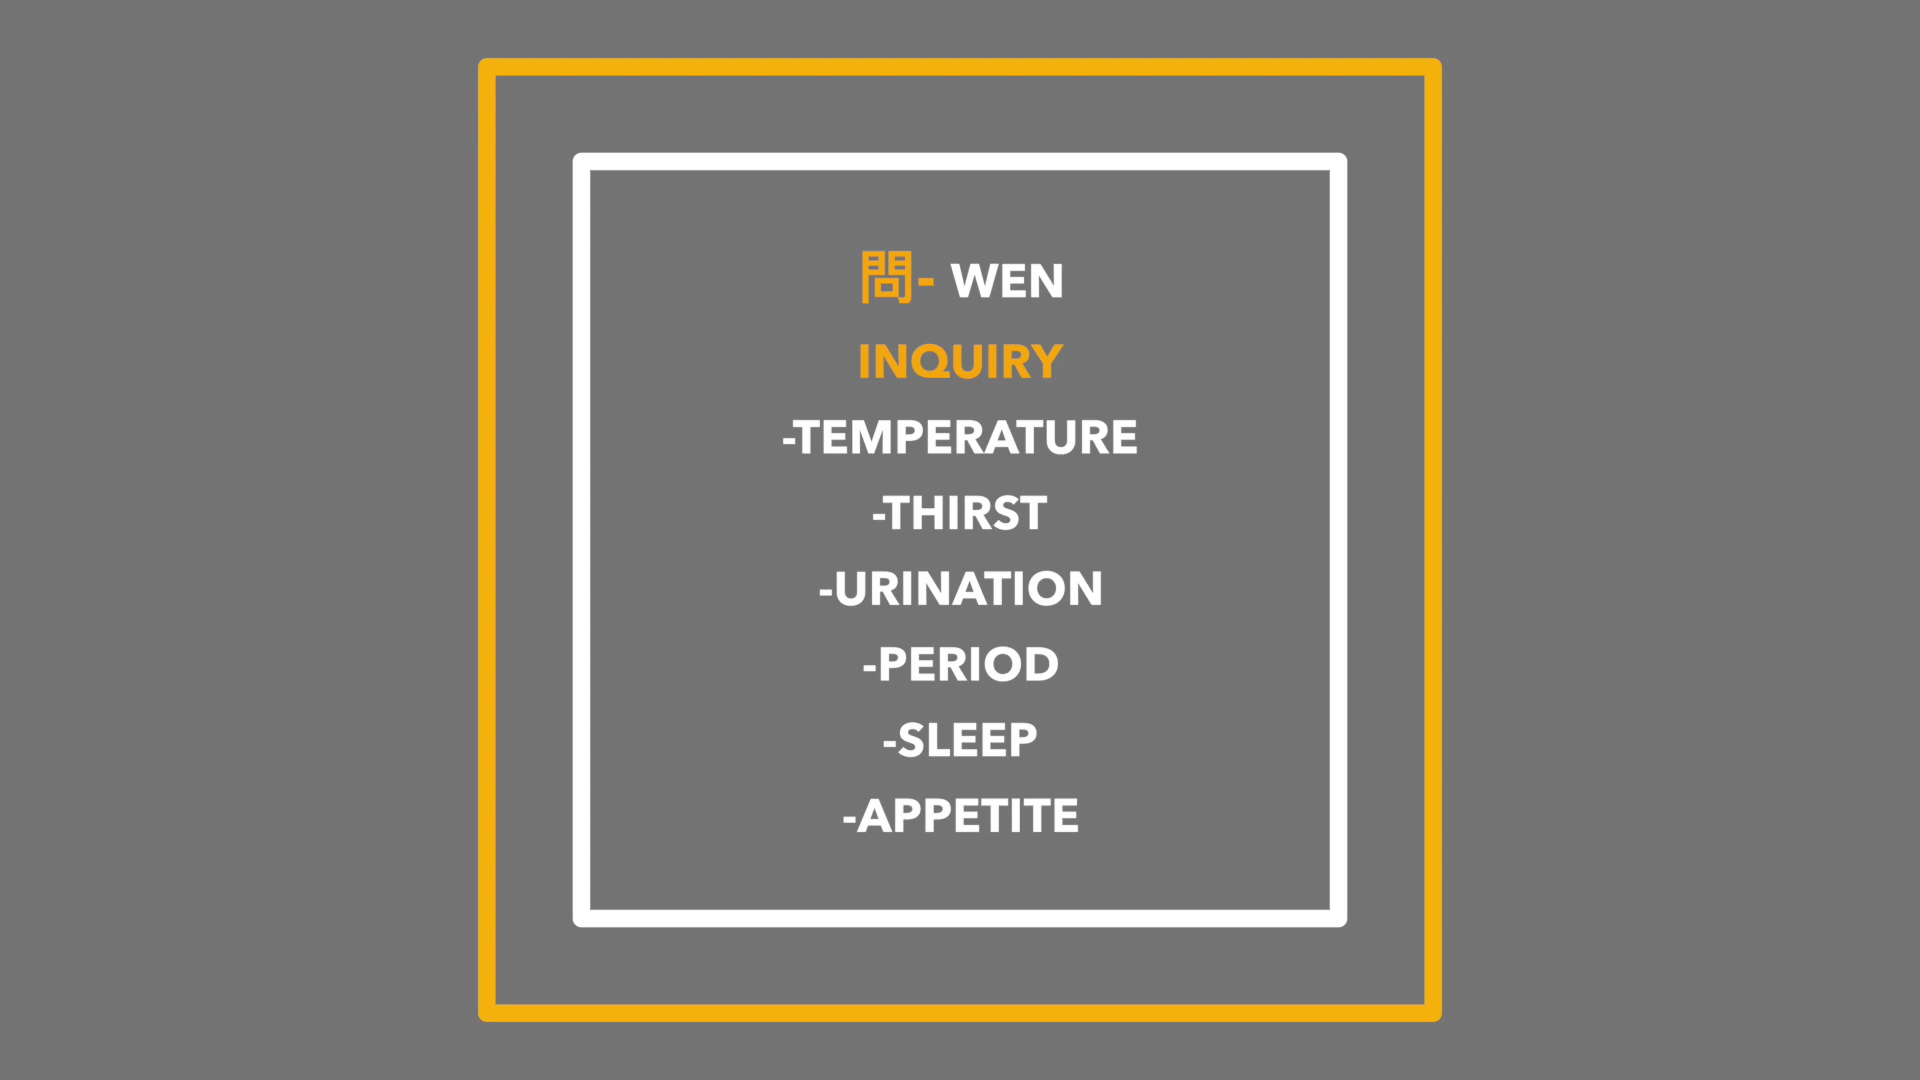 問- WEN
INQUIRY
-TEMPERATURE
-THIRST
-URINATION
-PERIOD
-SLEEP
-APPETITE